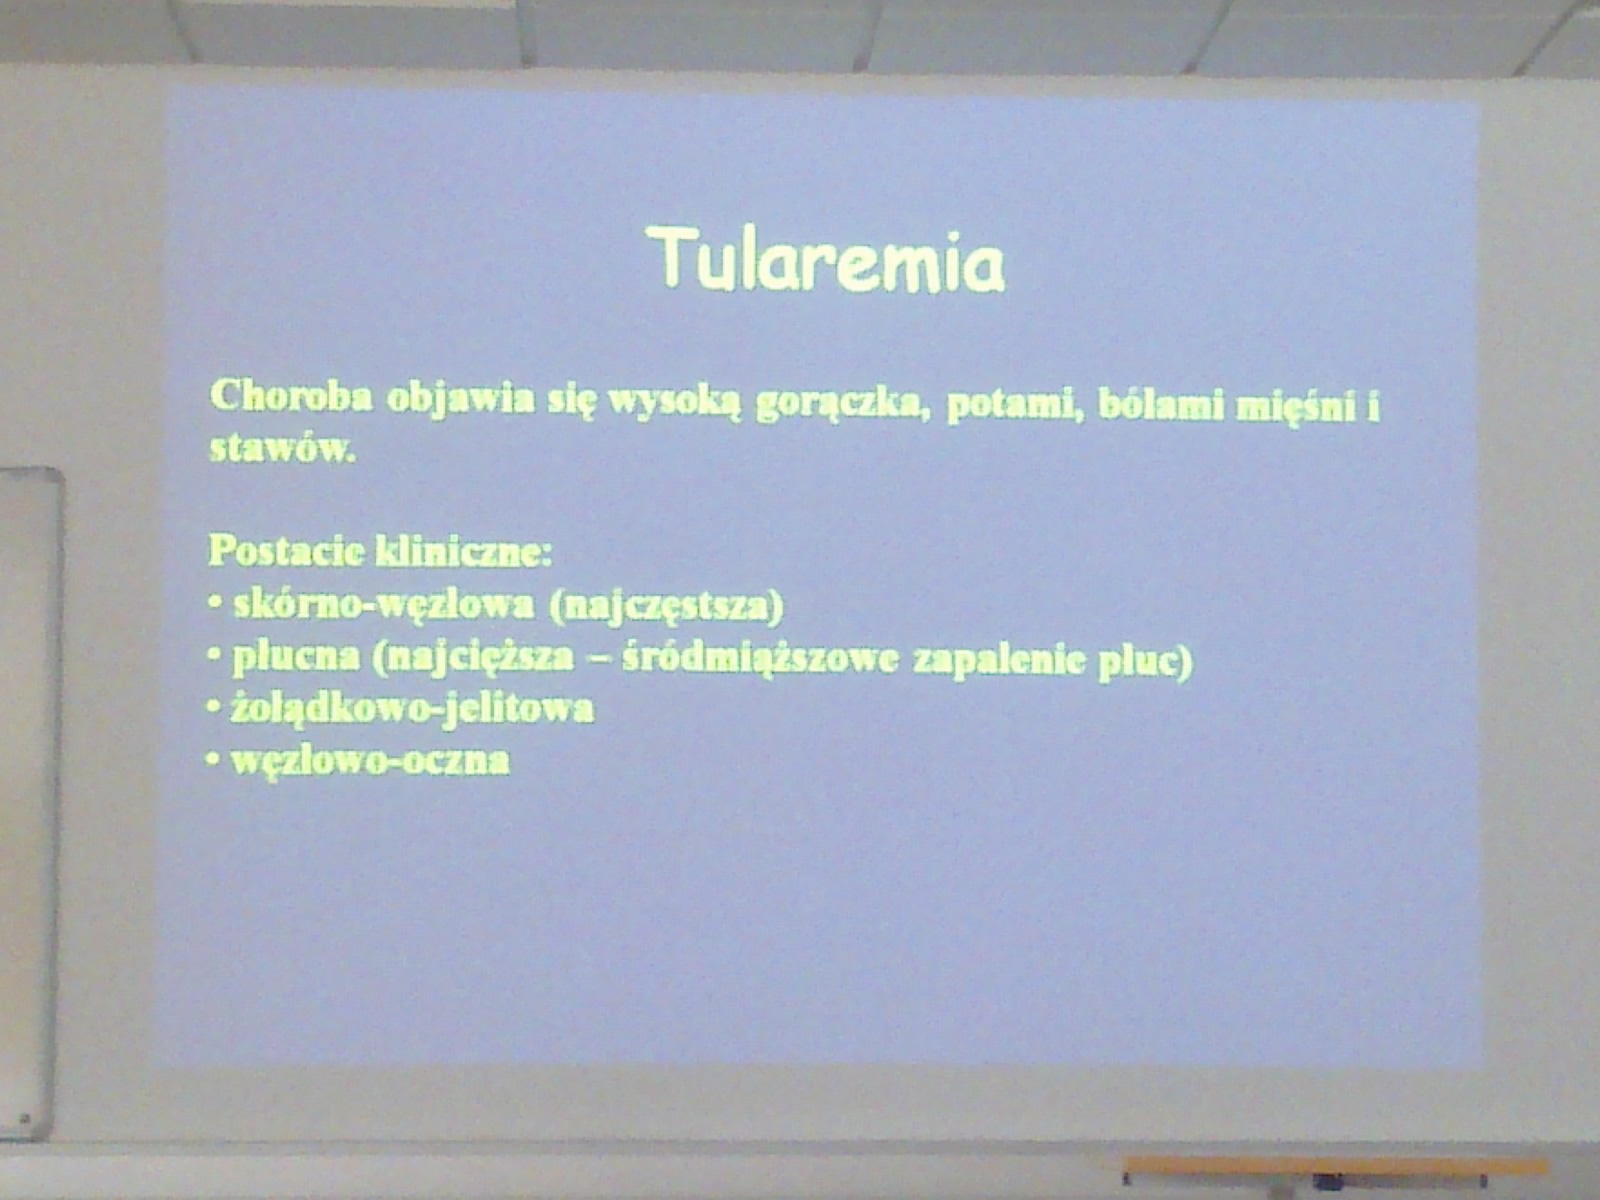 Tularemia
Choroba objawia się wysoką gorączka, potami, bólami mięśni i
stawów.
Postacie kliniczne:
• skórno-węzłowa (najczęstsza)
• płucna (najcięższa – śródmiąższowe zapalenie płuc)
• żołądkowo-jelitowa
• węzłowo-oczna